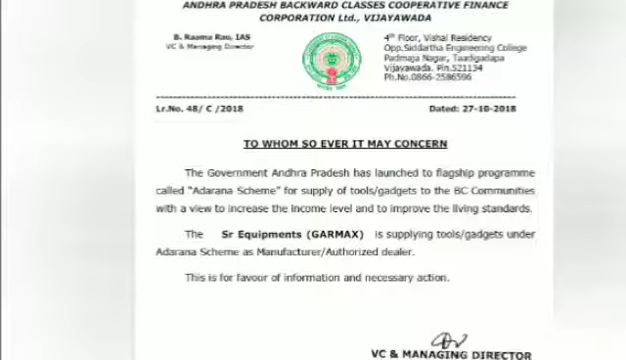 ANDHRA PRADESH BACKWARD CLASSES COOPERATIVE FINANCE
CORPORATION Ltd., VIJAYAWADA
B. Raama Rao, IAS
VC & Managing Director
4th Floor, Vishal Residency
Opp.Siddartha Engineering College
Padmaja Nagar, Taadigadapa
Vijayawada. Pin.521134
Ph.No.0866-2586596
Lr.No. 48/ C /2018
Dated: 27-10-2018
TO WHOM SO EVER IT MAY CONCERN
The Government Andhra Pradesh has launched to flagship programme
called "Adarana Scheme" for supply of tools/gadgets to the BC Communities
with a view to increase the income level and to improve the living standards.
The Sr Equipments (GARMAX) is supplying tools/gadgets under
Adarana Scheme as Manufacturer/Authorized dealer.
This is for favour of information and necessary action.
VC & MANAGING DIRECTOR